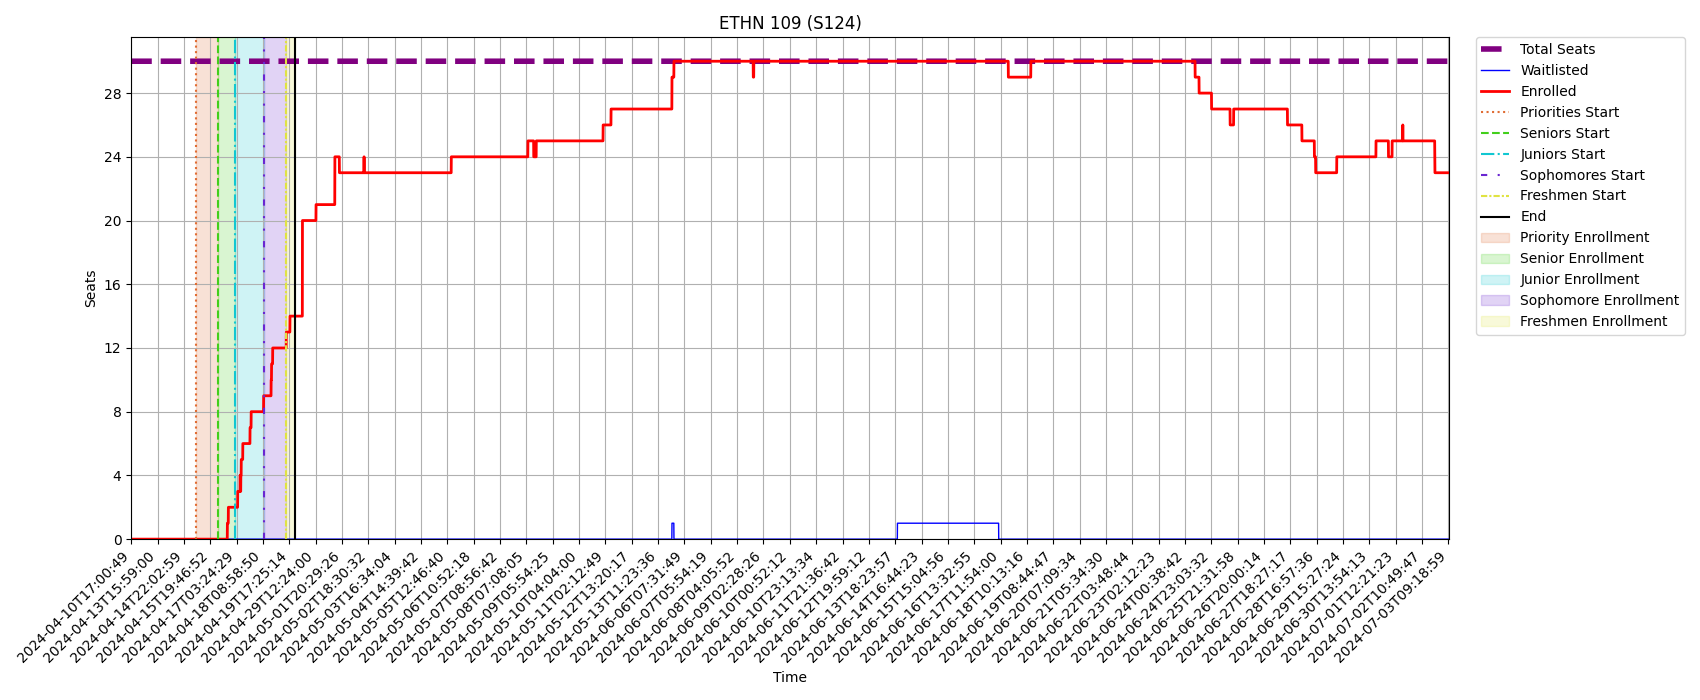 ETHN 109 (S124)
Seats
28
24
20
16
12
8
4
0
2024-04-10T17:00:49
2024-04-13T15:59:00
2024-04-14T22:02:59
2024-04-15T19:46:52
2024-04-17T03:24:29
2024-04-18T08:58:50
2024-04-19T17:25:14
2024-04-29T12:24:00
2024-05-01T20:29:26
2024-05-02T18:30:32
2024-05-03T16:34:04
2024-05-04T14:39:42
2024-05-05T12:46:40
2024-05-06T10:52:18
2024-05-07T08:56:42
2024-05-08T07:08:05
2024-05-09T05:54:25
2024-05-10T04:04:00
2024-05-11T02:12:49
2024-05-12T13:20:17
2024-05-13T11:23:36
2024-06-06T07:31:49
2024-06-07T05:54:19
2024-06-08T04:05:52
2024-06-09T02:28:26
2024-06-10T00:52:12
2024-06-10T23:13:34
2024-06-11T21:36:42
2024-06-12T19:59:12
2024-06-13T18:23:57
2024-06-14T16:44:23
2024-06-15T15:04:56
2024-06-16T13:32:55
2024-06-17T11:54:00
2024-06-18T10:13:16
2024-06-19T08:44:47
2024-06-20T07:09:34
2024-06-21T05:34:30
2024-06-22T03:48:44
2024-06-23T02:12:23
2024-06-24T00:38:42
2024-06-24T23:03:32
2024-06-25T21:31:58
2024-06-26T20:00:14
2024-06-27T18:27:17
2024-06-28T16:57:36
2024-06-29T15:27:24
2024-06-30T13:54:13
2024-07-01T12:21:23
2024-07-02T10:49:47
2024-07-03T09:18:59
Time
Total Seats
Waitlisted
Enrolled
Priorities Start
Seniors Start
Juniors Start
Sophomores Start
Freshmen Start
End
Priority Enrollment
Senior Enrollment
Junior Enrollment
Sophomore Enrollment
Freshmen Enrollment